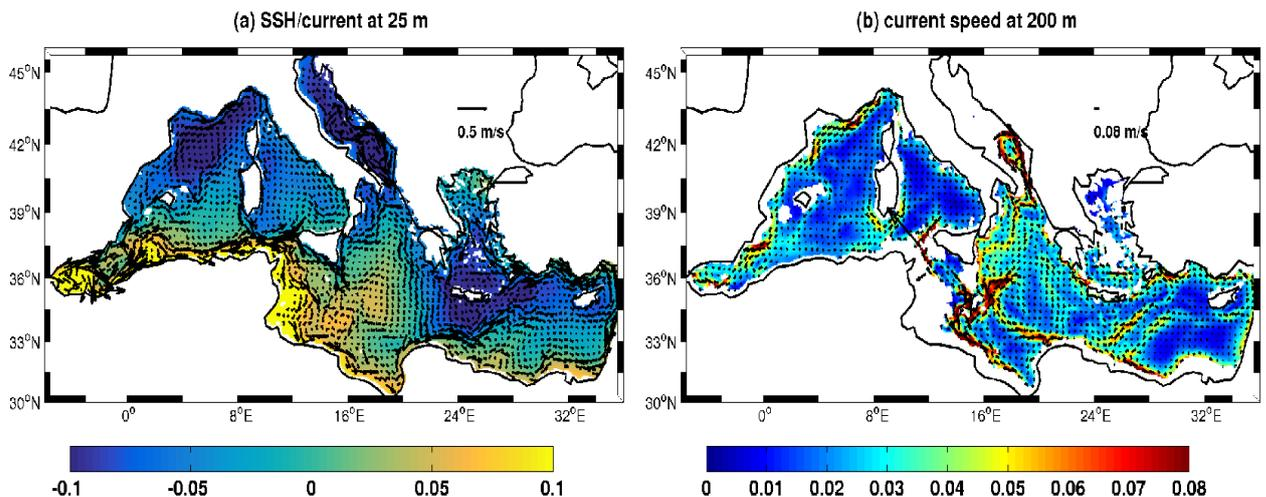 (a) SSH/current at 25 m
(b) current speed at 200 m
45°N
42°N
39°N
36°N
33°N
30°N
0°
8°E
16°E
24°E
32°E
0.5 m/s
-0.1
-0.05
0
0.05
0.1
45°N
42°N
39°N
36°N
33°N
30°N
0°
8°E
16°E
24°E
32°E
0.08 m/s
0
0.01
0.02
0.03
0.04
0.05
0.06
0.07
0.08